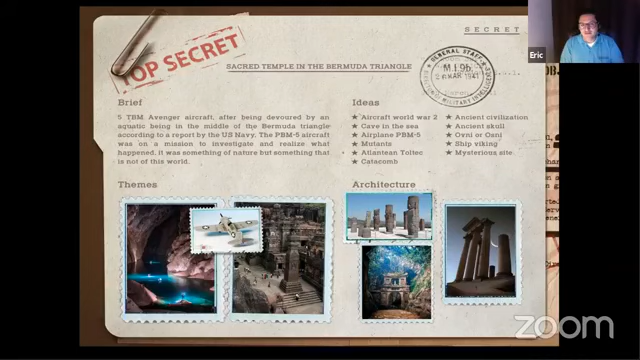 SECRET
Eric
TOP SECRET
SACRED TEMPLE IN THE BERMUDA TRIANGLE
GENERAL STAFF
Brief
5 TBM Avenger aircraft, after being devoured by an
aquatic being in the middle of the Bermuda triangle
according to a report by the US Navy. The PBM-5 aircraft
was on a mission to investigate and realize what
happened, it was something of nature but something that
is not of this world.
Ideas
★ Aircraft world war 2
★ Cave in the sea
★ Airplane PBM-5
★ Mutants
★ Atlantean Toltec
★ Catacomb
★ Ancient civilization
★ Ancient skull
★ Ovni or Oani
★ Ship viking
★ Mysterious site
Themes
Architecture
zoom